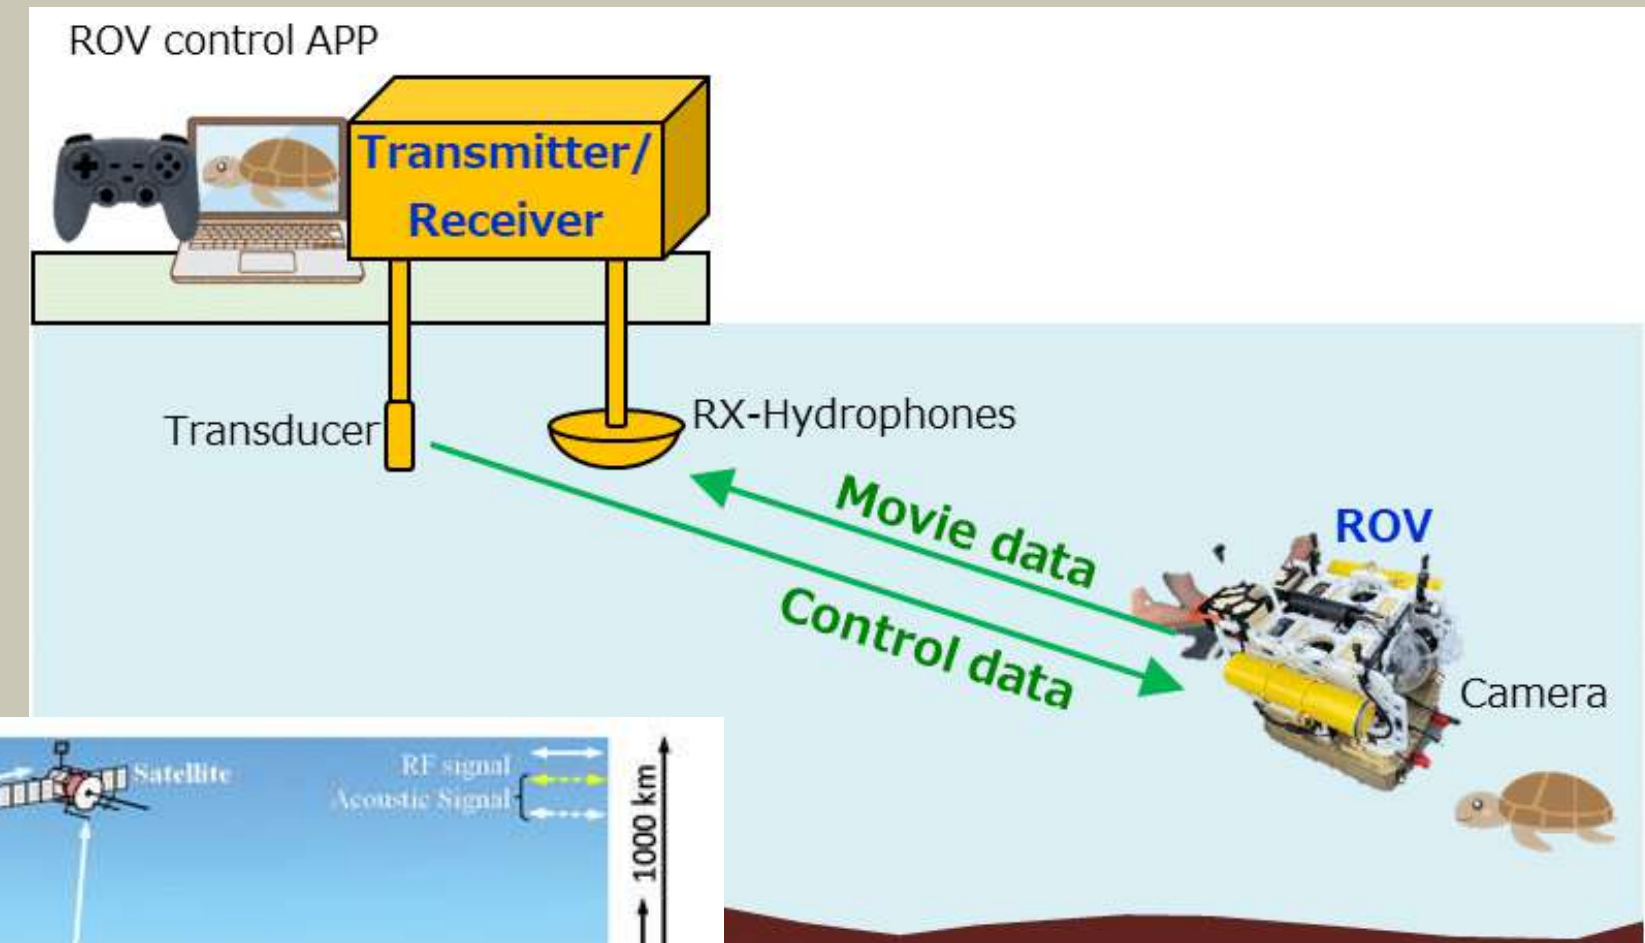 ROV control APP
Transmitter/
Receiver
Transducer
RX-Hydrophones
Movie data
Control data
ROV
Camera
Satellite
RF signal
Acoustic Signal
1000 km